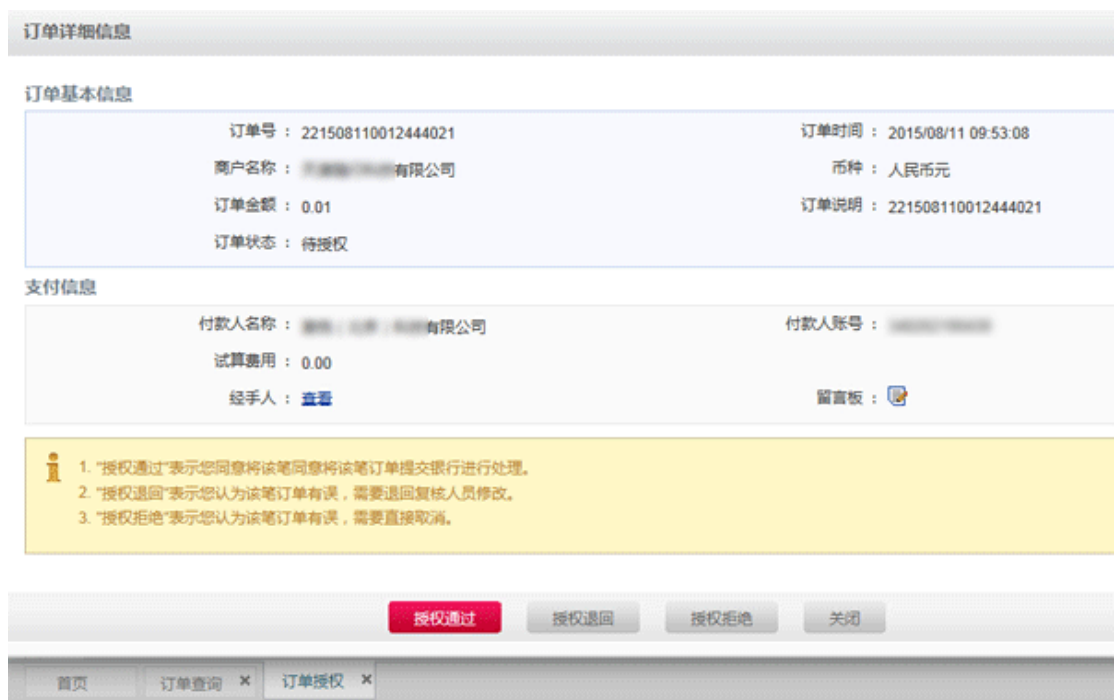 订单详细信息
订单基本信息
订单号 : 221508110012444021 订单时间 : 2015/08/11 09:53:08
商户名称 : 有限公司 币种 : 人民币元
订单金额 : 0.01 订单说明 : 221508110012444021
订单状态 : 待授权
支付信息
付款人名称 : 有限公司 付款人账号 :
试算费用 : 0.00
经手人 : 查看 留言板 :
1. "授权通过"表示您同意将该笔同意将该笔订单提交银行进行处理。
2. "授权退回"表示您认为该笔订单有误，需要退回复核人员修改。
3. "授权拒绝"表示您认为该笔订单有误，需要直接取消。
授权通过 授权退回 授权拒绝 关闭
首页 订单查询 × 订单授权 ×